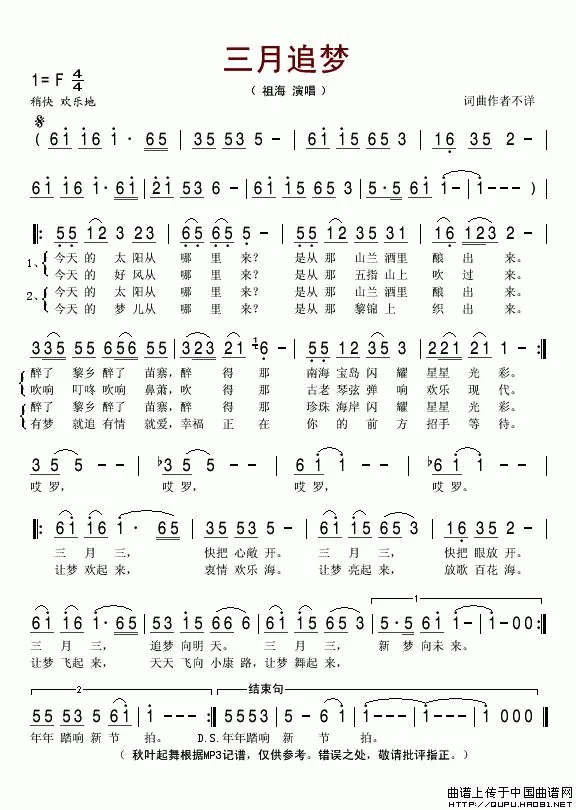 三月追梦
1=F 4/4
（祖海 演唱）
稍快 欢乐地
词曲作者不详
( 6 1 1 6 1· 6 5 | 3 5 5 3 5 - | 6 1 1 5 6 5 3 | 1 6 3 5 2 - |
6 1 1 6 1· 6 1 | 2 1 5 3 5 - | 6 1 1 5 6 5 3 | 5·5 6 1 1 - | 1 - - - )
|: 5 5 1 2 3 2 3 | 6 5 6 5 5 - | 5 5 1 2 3 5 3 | 1 6 1 2 3 2 - |
1、今天的 太阳从 哪里来？ 是从那 山兰酒里 酿出来。
今天的 好风从 哪里来？ 是从那 五指山上 吹过来。
2、今天的 太阳从 哪里来？ 是从那 山兰酒里 酿出来。
今天的 梦儿从 哪里来？ 是从那 黎锦上 织出来。
3 3 5 5 5 6 5 6 5 5 | 3 2 3 2 1 6 - | 5 5 1 2 3 5 3 | 2 2 1 2 1 1 - :|
醉了 黎乡 醉了 苗寨，醉得那 南海 宝岛 闪耀 星星光彩。
吹响 叮咚 吹响 鼻萧，吹得那 古老 琴弦 弹响 欢乐现代。
醉了 黎乡 醉了 苗寨，醉得那 珍珠 海岸 闪耀 星星光彩。
有梦 就追 有情 就爱，幸福 正在 你的 前方 招手等待。
3 5 5 - | b3 5 5 - | 6 1 1 - | b6 1 1 - |
哎罗， 哎罗， 哎罗， 哎罗。
|: 6 1 1 6 1· 6 5 | 3 5 5 3 5 - | 6 1 1 5 6 5 3 | 1 6 3 5 2 - |
三月三， 快把 心敞开。 三月三， 快把 眼放开。
让梦 欢起来， 衷情 欢乐海。 让梦 亮起来， 放歌 百花海。
6 1 1 6 1· 6 1 | 5 3 5 2 1 6 - | 6 1 1 5 6 5 3 | 1 5·5 6 1 2 1 | 1 - 0 0 :|
三月三， 追梦 向明天。 三月三， 新梦 向未来。
让梦 飞起来， 天天 飞向 小康路，让梦 舞起来，
2 结束句
5 5 5 3 5 6 1 | 1 - - - :| 5 5 5 3 | 5 - 6 - | 1 - - - | 1 - - - | 1 0 0 0 ‖
年年 踏响 新节拍。 D.S.年年踏响 新节拍。
（ 秋叶起舞根据MP3记谱，仅供参考。错误之处，敬请批评指正。）
曲谱上传于中国曲谱网
http://QUPU.HAO81.NET